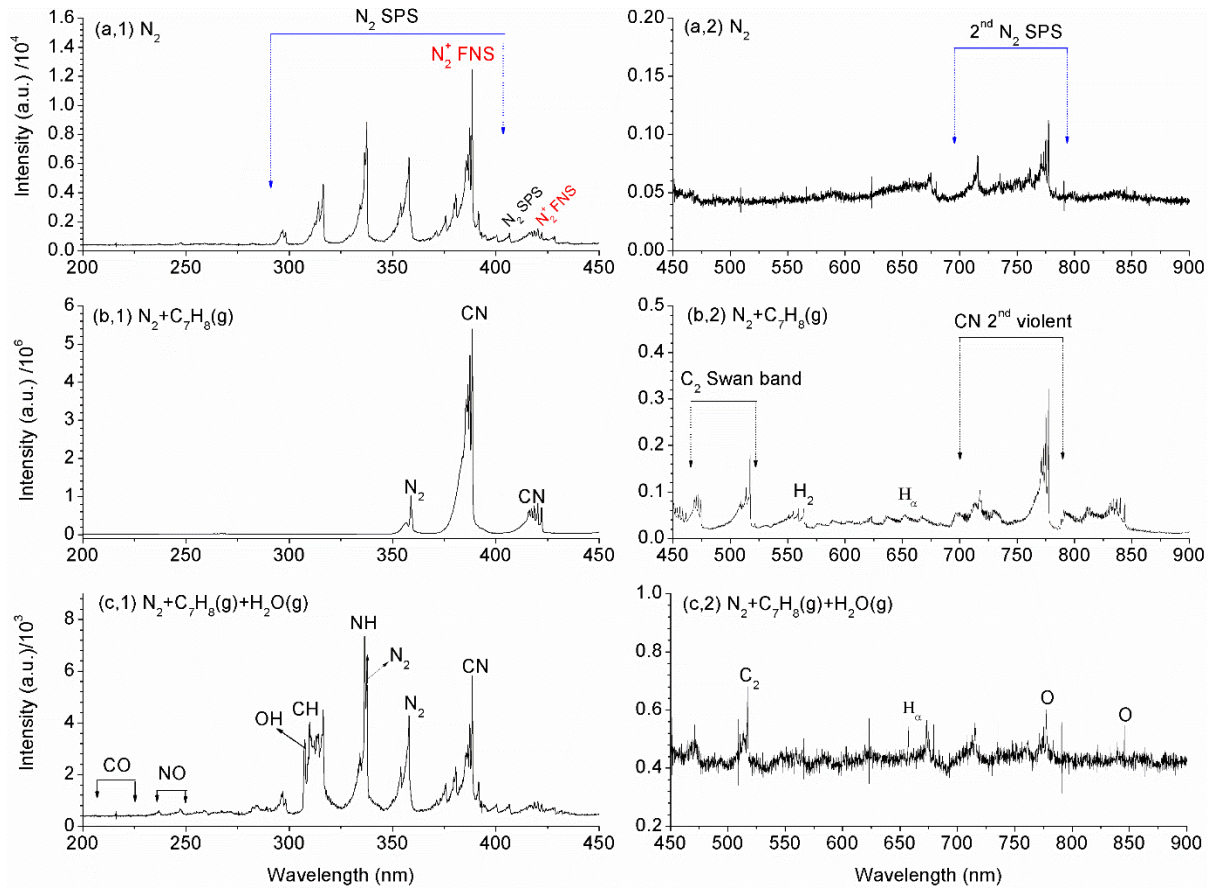 (a,1) N₂
N₂ SPS
N₂⁺ FNS
N₂ SPS
N₂⁺ FNS
Intensity (a.u.) /10⁴
1.6
1.4
1.2
1.0
0.8
0.6
0.4
0.2
0.0
200 250 300 350 400 450
(a,2) N₂
2ⁿᵈ N₂ SPS
0.20
0.15
0.10
0.05
0.00
450 500 550 600 650 700 750 800 850 900
(b,1) N₂+C₇H₈(g)
CN
N₂
CN
Intensity (a.u.) /10⁶
6
5
4
3
2
1
0
200 250 300 350 400 450
(b,2) N₂+C₇H₈(g)
CN 2ⁿᵈ violent
C₂ Swan band
H₂
Hα
0.5
0.4
0.3
0.2
0.1
0.0
450 500 550 600 650 700 750 800 850 900
(c,1) N₂+C₇H₈(g)+H₂O(g)
NH
N₂
CN
CH
N₂
OH
CO
NO
Intensity (a.u.)/10³
8
6
4
2
0
200 250 300 350 400 450
Wavelength (nm)
(c,2) N₂+C₇H₈(g)+H₂O(g)
C₂
Hα
O
O
1.0
0.8
0.6
0.4
0.2
450 500 550 600 650 700 750 800 850 900
Wavelength (nm)